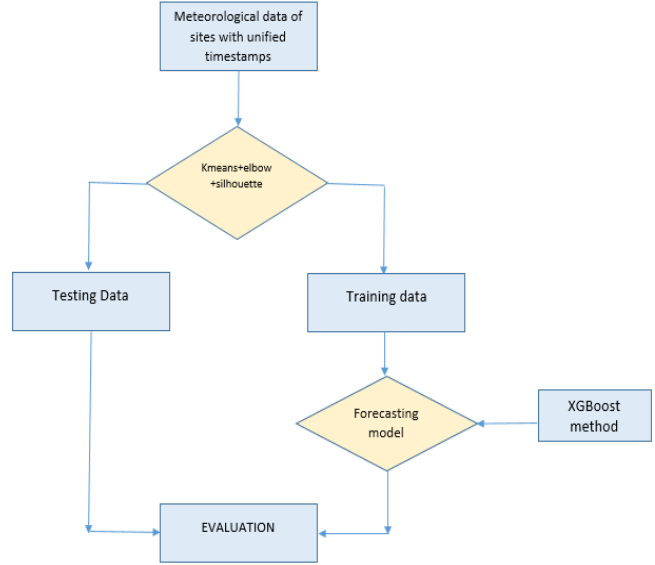 Meteorological data of
sites with unified
timestamps
Kmeans+elbow
+silhouette
Testing Data
Training data
Forecasting
model
XGBoost
method
EVALUATION